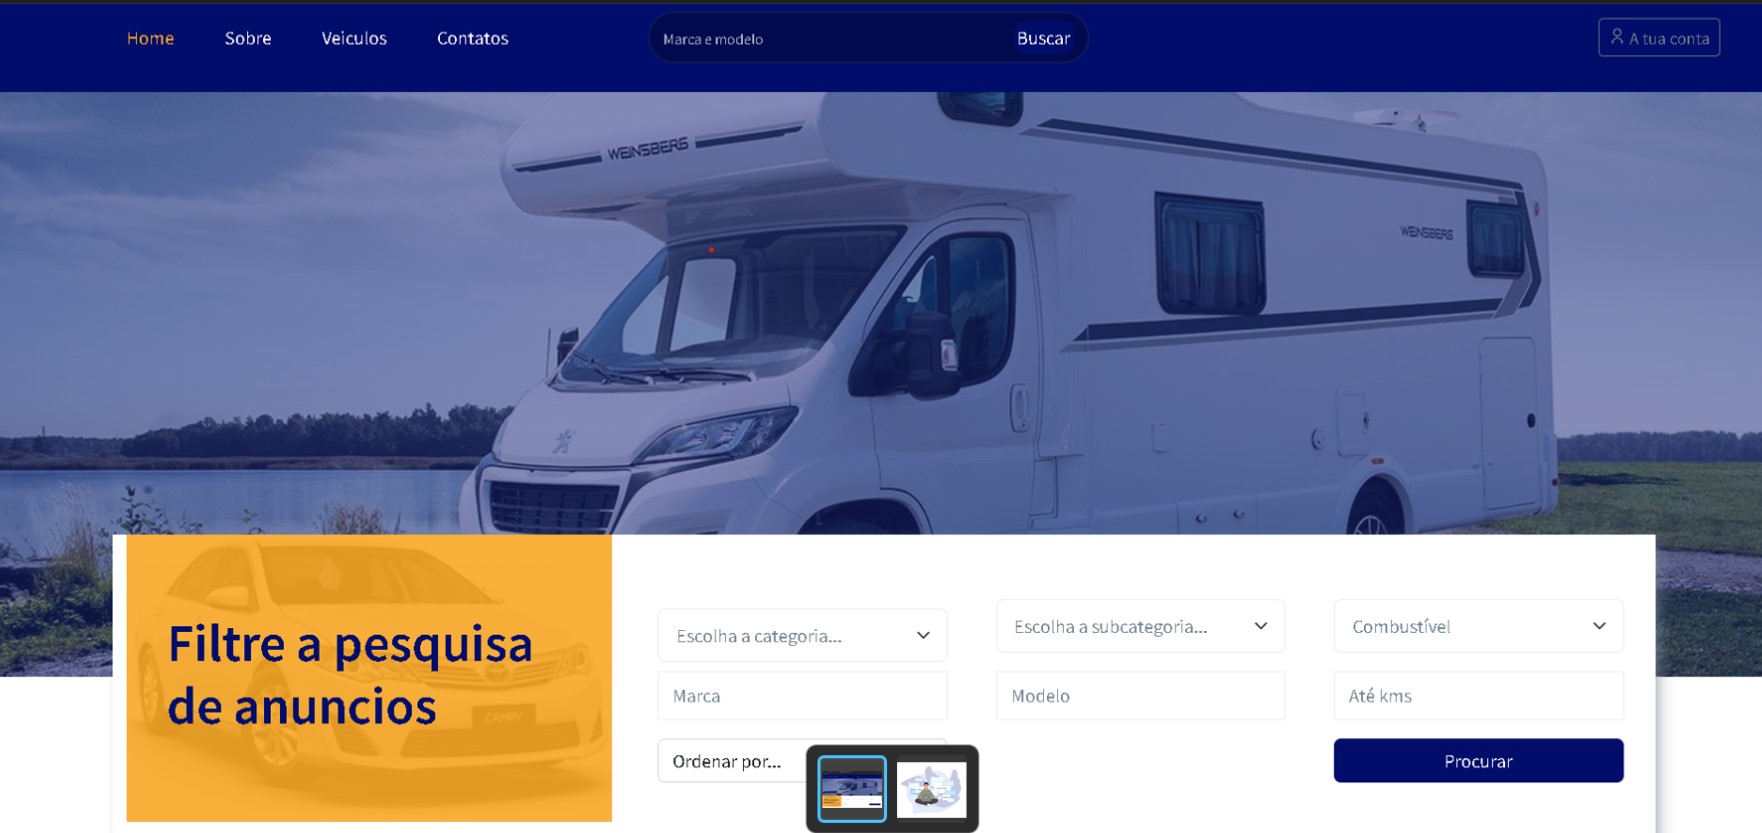 Home Sobre Veiculos Contatos Marca e modelo Buscar A tua conta
WEINSBERG
WEINSBERG
Filtre a pesquisa
de anuncios
CAMRY
Escolha a categoria... Escolha a subcategoria... Combustível
Marca Modelo Até kms
Ordenar por... Procurar